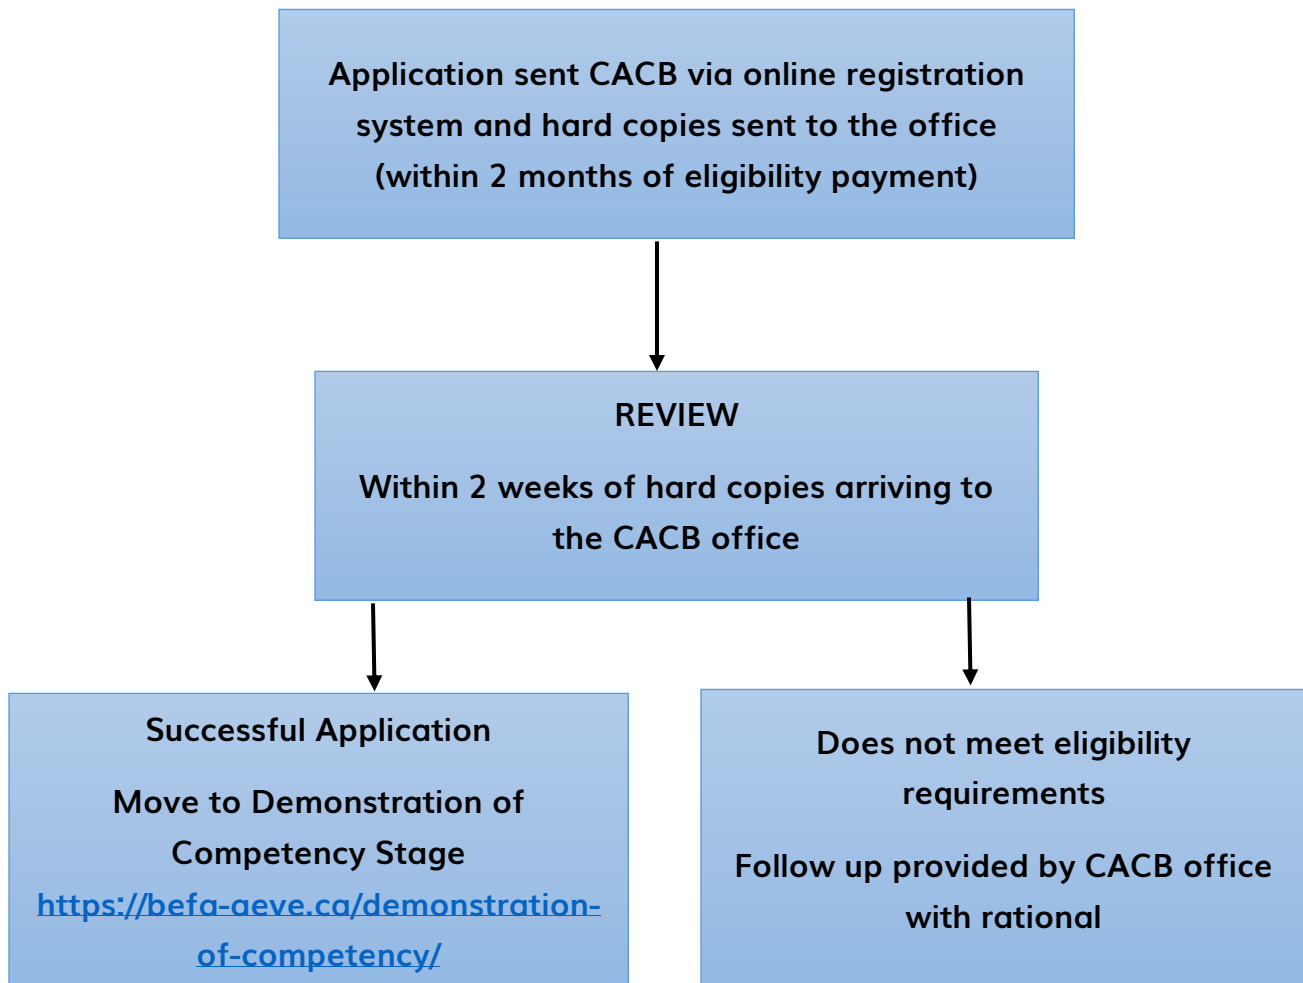 Application sent CACB via online registration
system and hard copies sent to the office
(within 2 months of eligibility payment)
REVIEW
Within 2 weeks of hard copies arriving to
the CACB office
Successful Application
Move to Demonstration of
Competency Stage
https://befa-aeve.ca/demonstration-
of-competency/
Does not meet eligibility
requirements
Follow up provided by CACB office
with rational